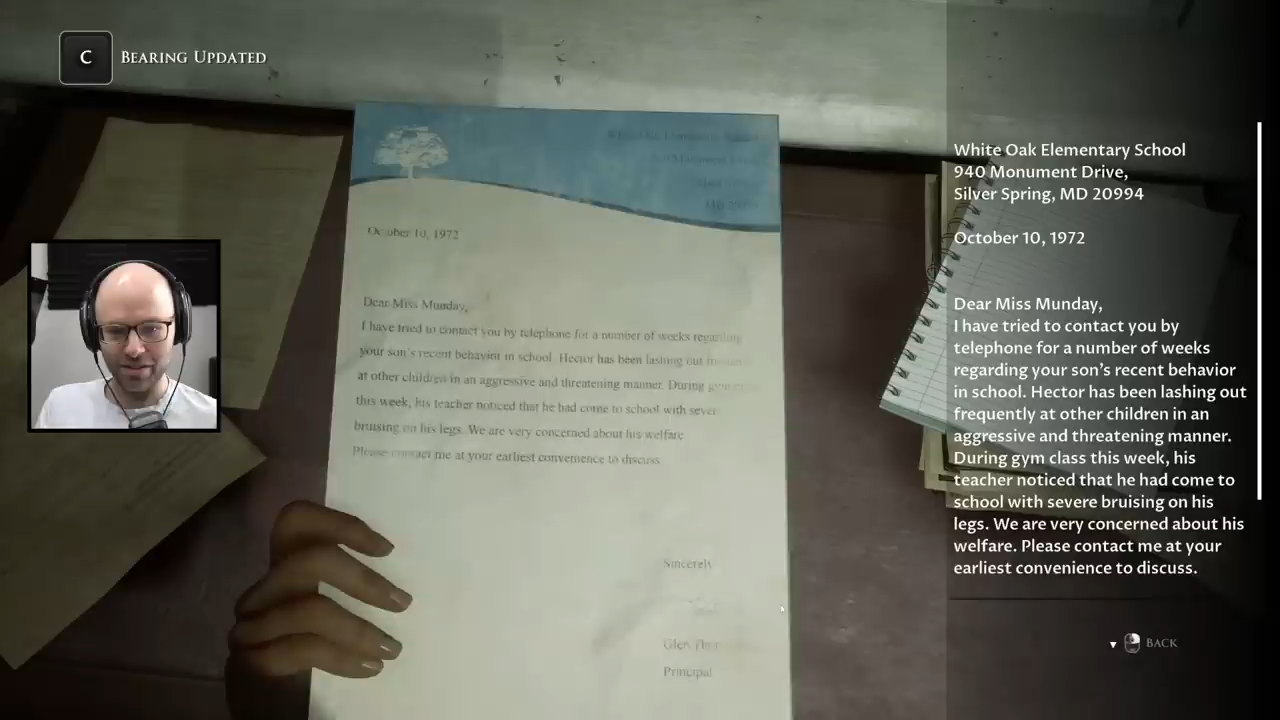 C
BEARING UPDATED
October 10, 1972
Dear Miss Munday,
I have tried to contact you by telephone for a number of weeks regarding
your son's recent behavior in school. Hector has been lashing out
at other children in an aggressive and threatening manner. During
this week, his teacher noticed that he had come to school with
bruising on his legs. We are very concerned about his welfare
Please contact me at your earliest convenience to discuss
Sincerely
Glen
Principal
White Oak Elementary School
940 Monument Drive,
Silver Spring, MD 20994
October 10, 1972
Dear Miss Munday,
I have tried to contact you by
telephone for a number of weeks
regarding your son's recent behavior
in school. Hector has been lashing out
frequently at other children in an
aggressive and threatening manner.
During gym class this week, his
teacher noticed that he had come to
school with severe bruising on his
legs. We are very concerned about his
welfare. Please contact me at your
earliest convenience to discuss.
BACK